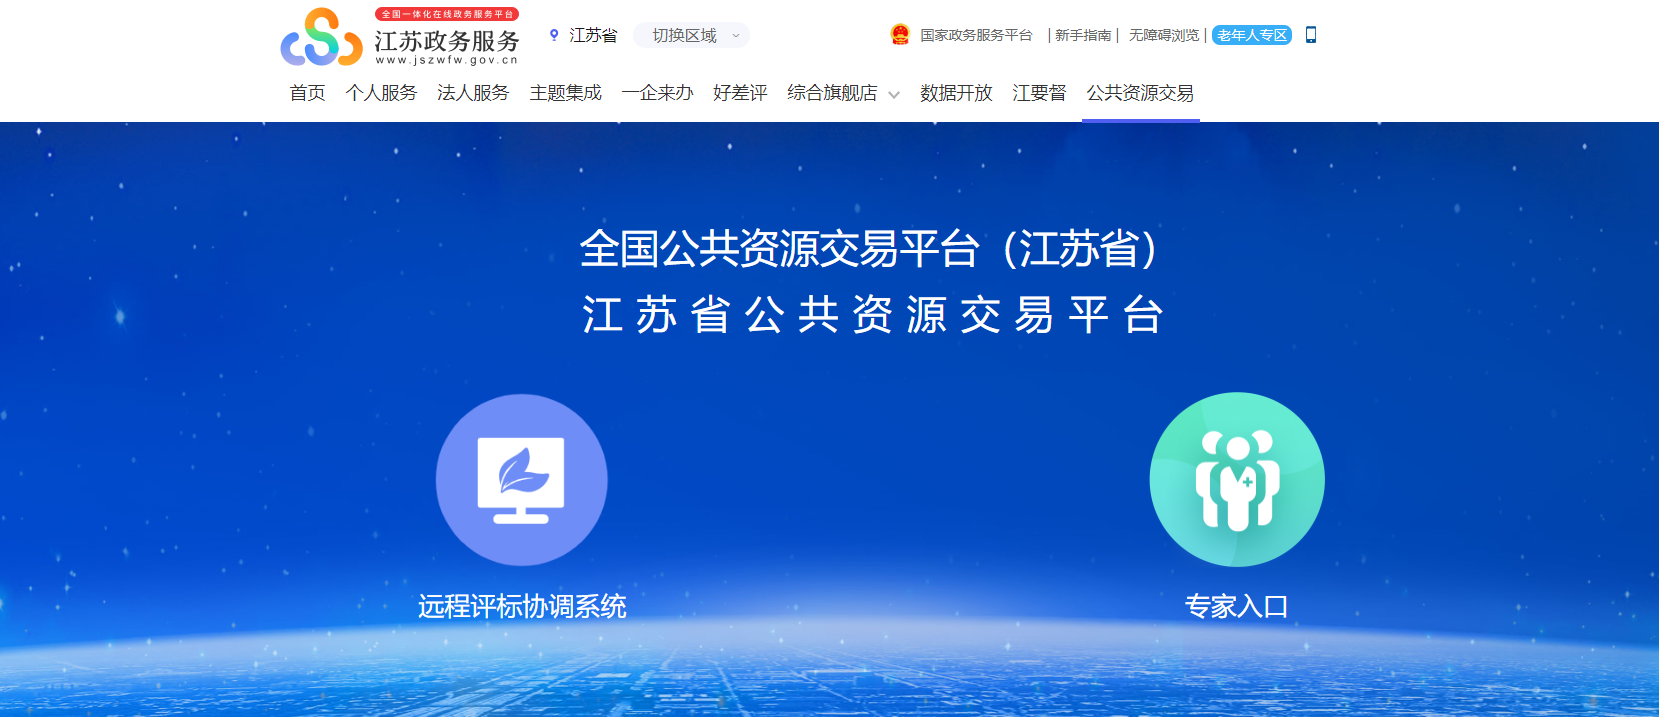 全国一体化在线政务服务平台
江苏政务服务
www.jszwfw.gov.cn
江苏省 切换区域
国家政务服务平台 | 新手指南 | 无障碍浏览 | 老年人专区
首页 个人服务 法人服务 主题集成 一企来办 好差评 综合旗舰店 数据开放 江要督 公共资源交易
全国公共资源交易平台（江苏省）
江苏省公共资源交易平台
远程评标协调系统
专家入口